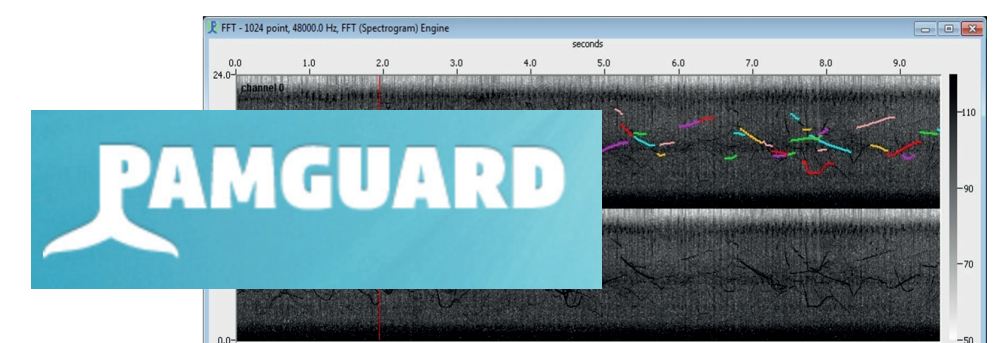 FFT - 1024 point, 48000.0 Hz, FFT (Spectrogram) Engine
seconds
0.0 1.0 2.0 3.0 4.0 5.0 6.0 7.0 8.0 9.0
24.0
channel 0
110
PAMGUARD
90
70
0.0
50